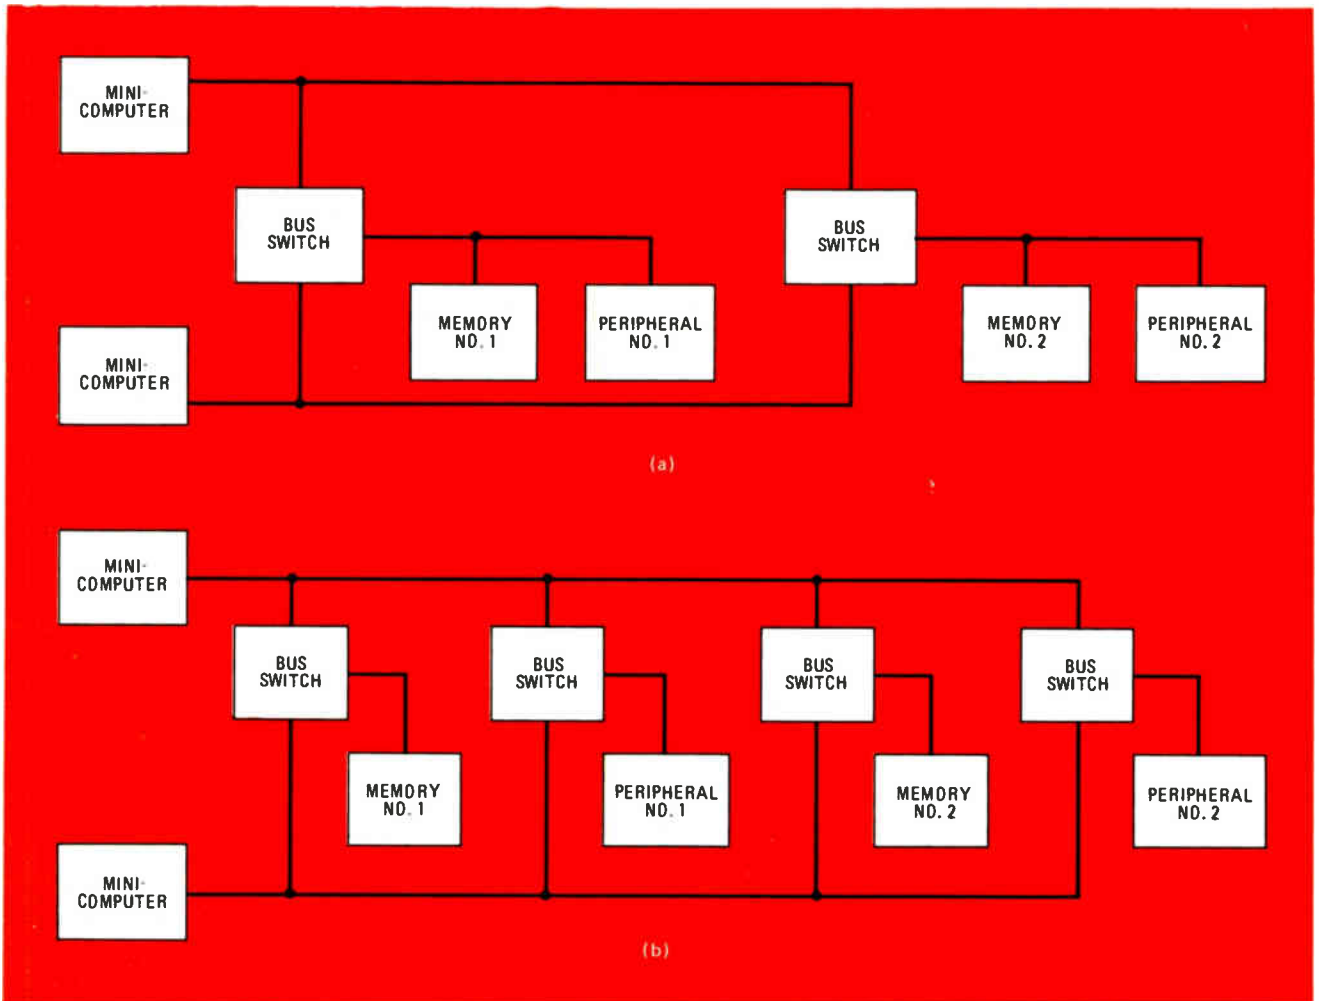 MINI-
COMPUTER
BUS
SWITCH
BUS
SWITCH
MEMORY
NO. 1
PERIPHERAL
NO. 1
MEMORY
NO. 2
PERIPHERAL
NO. 2
MINI-
COMPUTER
(a)
MINI-
COMPUTER
BUS
SWITCH
BUS
SWITCH
BUS
SWITCH
BUS
SWITCH
MEMORY
NO. 1
PERIPHERAL
NO. 1
MEMORY
NO. 2
PERIPHERAL
NO. 2
MINI-
COMPUTER
(b)